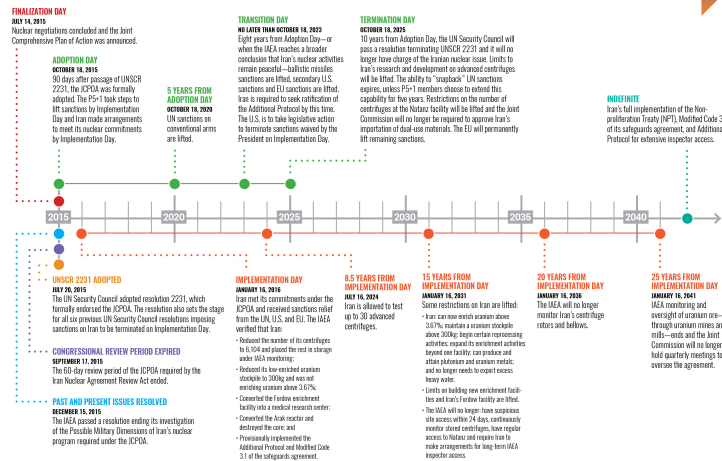 FINALIZATION DAY
JULY 14, 2015
Nuclear negotiations concluded and the Joint
Comprehensive Plan of Action was announced.
ADOPTION DAY
OCTOBER 18, 2015
90 days after passage of UNSCR
2231, the JCPOA was formally
adopted. The P5+1 took steps to
lift sanctions by Implementation
Day and Iran made arrangements
to meet its nuclear commitments
by Implementation Day.
5 YEARS FROM
ADOPTION DAY
OCTOBER 18, 2020
UN sanctions on
conventional arms
are lifted.
TRANSITION DAY
NO LATER THAN OCTOBER 18, 2023
Eight years from Adoption Day—or
when the IAEA reaches a broader
conclusion that Iran's nuclear activities
remain peaceful—ballistic missiles
sanctions are lifted, secondary U.S.
sanctions and EU sanctions are lifted.
Iran is required to seek ratification of
the Additional Protocol by this time.
The U.S. is to take legislative action
to terminate sanctions waived by the
President on Implementation Day.
TERMINATION DAY
OCTOBER 18, 2025
10 years from Adoption Day, the UN Security Council will
pass a resolution terminating UNSCR 2231 and it will no
longer have charge of the Iranian nuclear issue. Limits to
Iran's research and development on advanced centrifuges
will be lifted. The ability to "snapback" UN sanctions
expires, unless P5+1 members choose to extend this
capability for five years. Restrictions on the number of
centrifuges at the Natanz facility will be lifted and the Joint
Commission will no longer be required to approve Iran's
importation of dual-use materials. The EU will permanently
lift remaining sanctions.
INDEFINITE
Iran's full implementation of the Non-
proliferation Treaty (NPT), Modified Code 3
of its safeguards agreement, and Additiona
Protocol for extensive inspector access.
2015
2020
2025
2030
2035
2040
UNSCR 2231 ADOPTED
JULY 20, 2015
The UN Security Council adopted resolution 2231, which
formally endorsed the JCPOA. The resolution also sets the stage
for all six previous UN Security Council resolutions imposing
sanctions on Iran to be terminated on Implementation Day.
CONGRESSIONAL REVIEW PERIOD EXPIRED
SEPTEMBER 17, 2015
The 60-day review period of the JCPOA required by the
Iran Nuclear Agreement Review Act ended.
PAST AND PRESENT ISSUES RESOLVED
DECEMBER 15, 2015
The IAEA passed a resolution ending its investigation
of the Possible Military Dimensions of Iran's nuclear
program required under the JCPOA.
IMPLEMENTATION DAY
JANUARY 16, 2016
Iran met its commitments under the
JCPOA and sanctions received relief
from the UN, U.S. and EU. The IAEA
verified that Iran:
• Reduced the number of its centrifuges
to 6,104 and placed the rest in storage
under IAEA monitoring;
• Reduced its low-enriched uranium
stockpile to 300kg and was not
enriching uranium above 3.67%;
• Converted the Fordow enrichment
facility into a medical research center;
• Converted the Arak reactor and
destroyed the core; and
• Provisionally implemented the
Additional Protocol and Modified Code
3.1 of the safeguards agreement.
8.5 YEARS FROM
IMPLEMENTATION DAY
JULY 16, 2024
Iran is allowed to test
up to 30 advanced
centrifuges.
15 YEARS FROM
IMPLEMENTATION DAY
JANUARY 16, 2031
Some restrictions on Iran are lifted:
• Iran: can now enrich uranium above
3.67%; maintain a uranium stockpile
above 300kg; begin certain reprocessing
activities; expand its enrichment activities
beyond one facility; can produce and
attain plutonium and uranium metals;
and no longer needs to export excess
heavy water.
• Limits on building new enrichment facili-
ties and Iran's Fordow facility are lifted.
• The IAEA will no longer: have suspicious
site access within 24 days, continuously
monitor stored centrifuges, have regular
access to Natanz and require Iran to
make arrangements for long-term IAEA
inspector access.
20 YEARS FROM
IMPLEMENTATION DAY
JANUARY 16, 2036
The IAEA will no longer
monitor Iran's centrifuge
rotors and bellows.
25 YEARS FROM
IMPLEMENTATION DAY
JANUARY 16, 2041
IAEA monitoring and
oversight of uranium ore—
through uranium mines an
mills—ends and the Joint
Commission will no longer
hold quarterly meetings to
oversee the agreement.